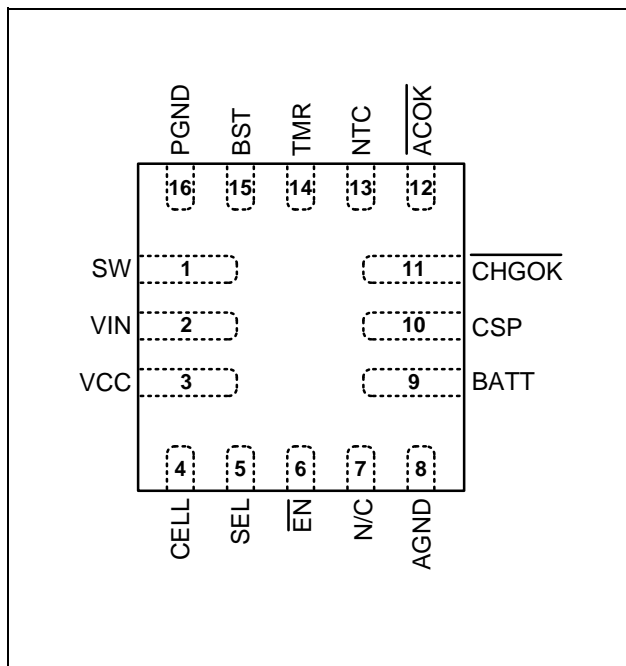 PGND BST TMR NTC ACOK
16 15 14 13 12
SW 1 11 CHGOK
VIN 2 10 CSP
VCC 3 9 BATT
4 5 6 7 8
CELL SEL EN N/C AGND